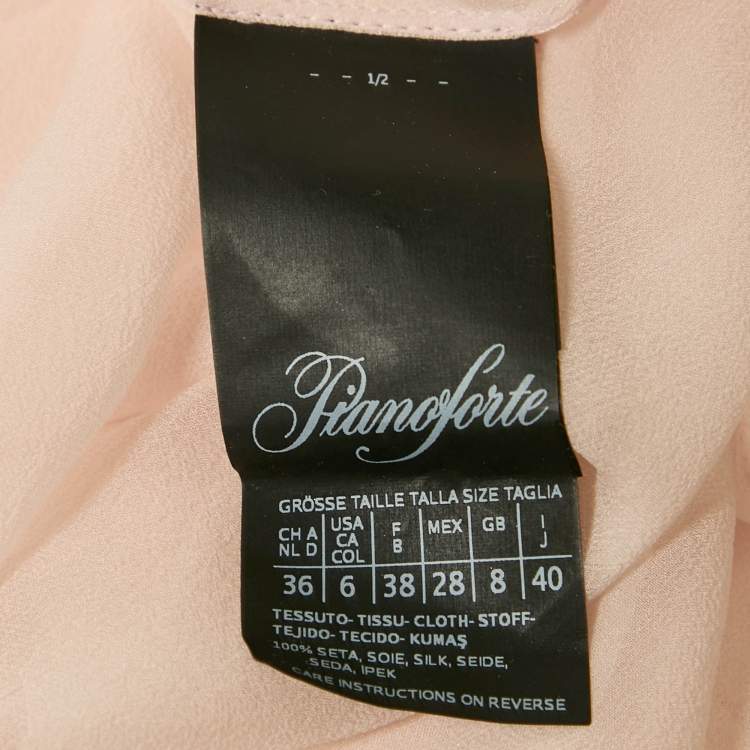 - - 1/2 - -
Pianoforte
GRÖSSE TAILLE TALLA SIZE TAGLIA
CH A NL D | USA CA COL | F B | MEX | GB | I J
36 | 6 | 38 | 28 | 8 | 40
TESSUTO- TISSU- CLOTH- STOFF-
TEJIDO- TECIDO- KUMAŞ
100% SETA, SOIE, SILK, SEIDE,
SEDA, IPEK
CARE INSTRUCTIONS ON REVERSE